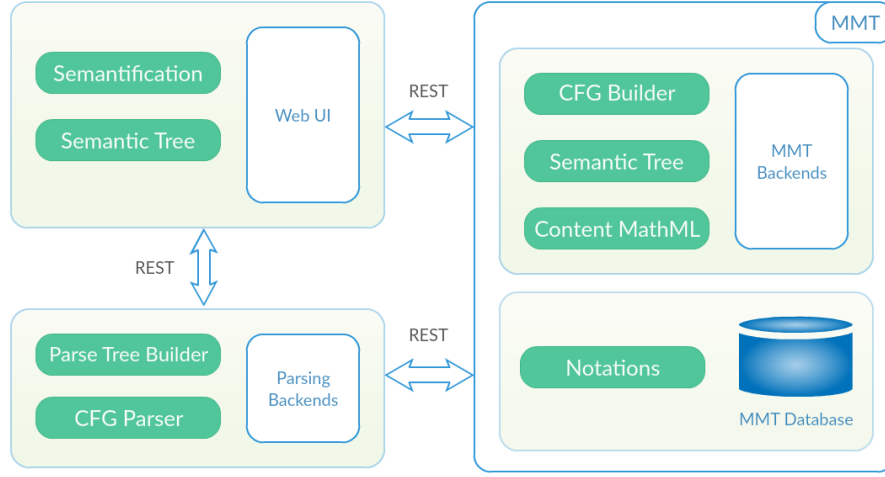 Semantification
Semantic Tree
Web UI
REST
MMT
CFG Builder
Semantic Tree
Content MathML
MMT
Backends
REST
Parse Tree Builder
CFG Parser
Parsing
Backends
REST
Notations
MMT Database